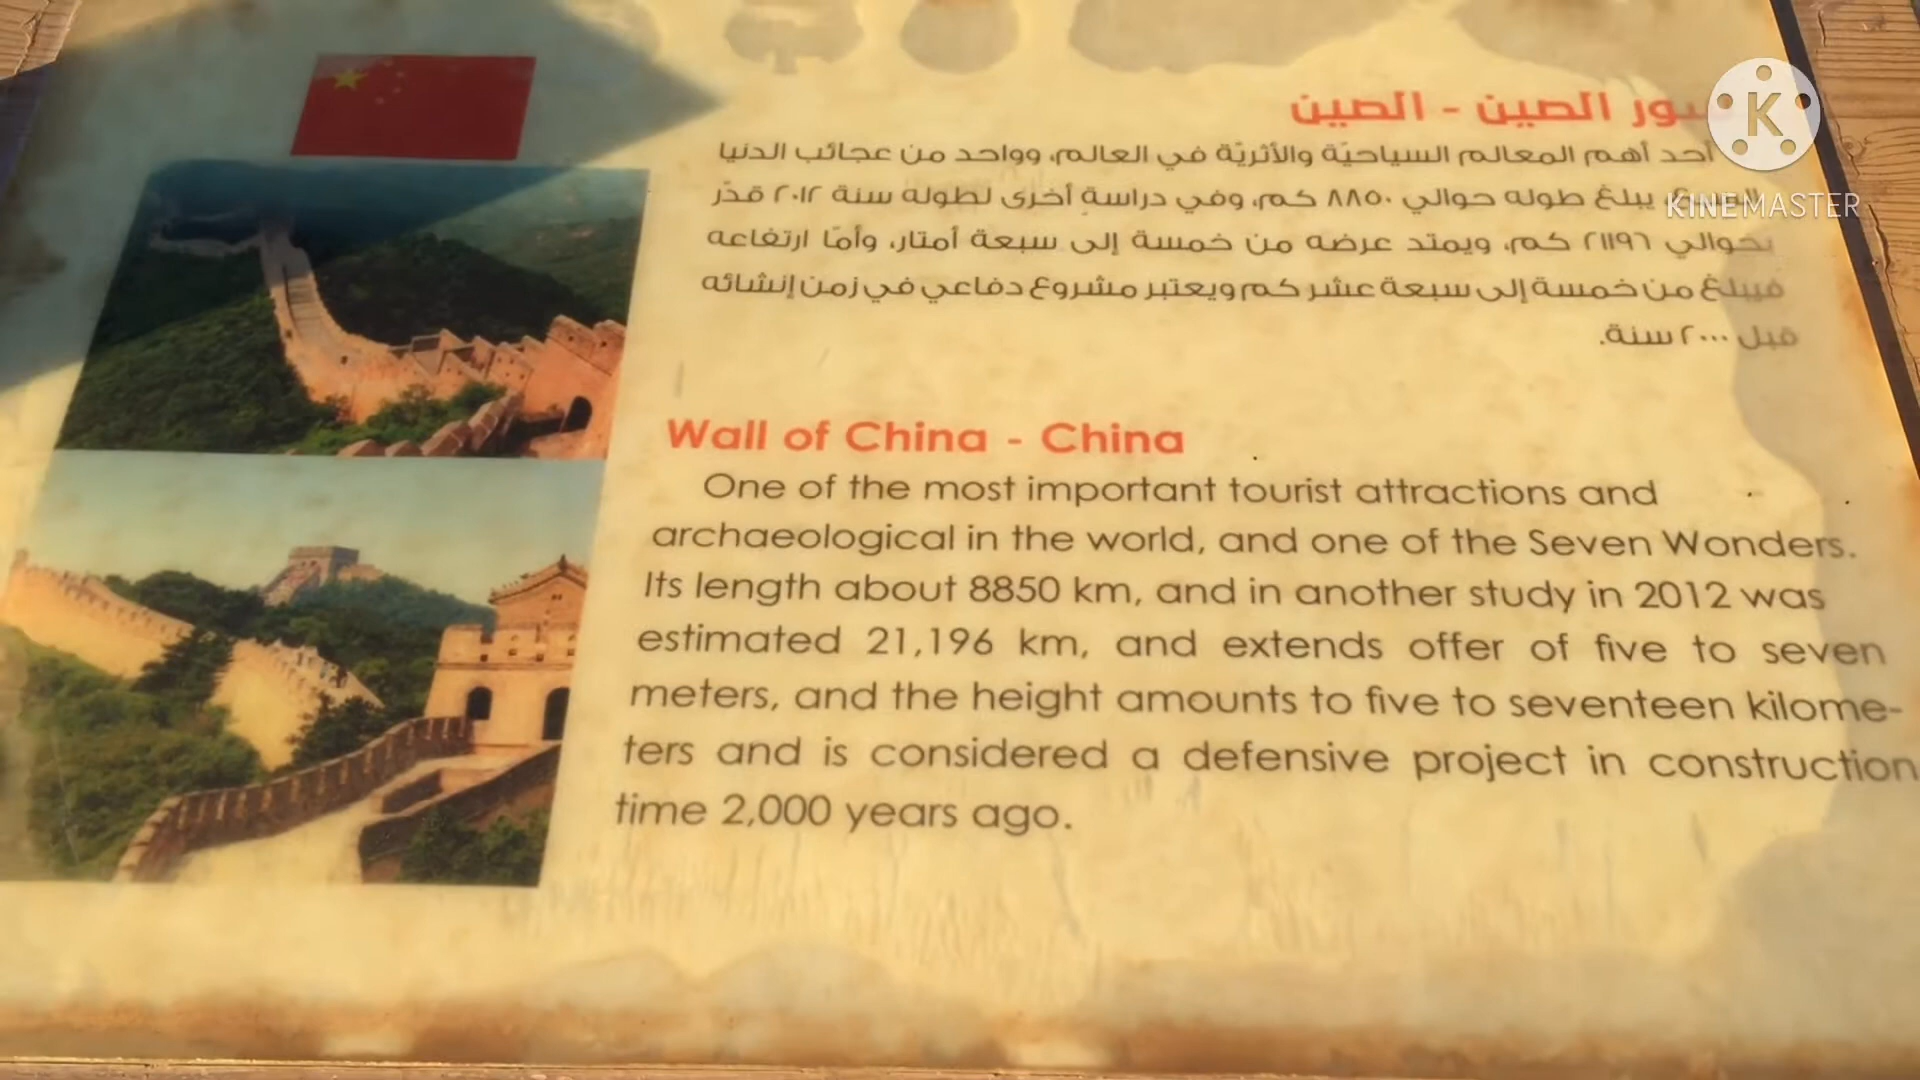 سور الصين - الصين
أحد أهم المعالم السياحيّة والأثريّة في العالم، وواحد من عجائب الدنيا
يبلغ طوله حوالي ٨٨٥٠ كم، وفي دراسة أخرى لطوله سنة ٢٠١٢ قدّر
بحوالي ٢١١٩٦ كم، ويمتد عرضه من خمسة إلى سبعة أمتار، وأمّا ارتفاعه
فيبلغ من خمسة إلى سبعة عشر كم ويعتبر مشروع دفاعي في زمن إنشائه
قبل ٢٠٠٠ سنة.
Wall of China - China
One of the most important tourist attractions and
archaeological in the world, and one of the Seven Wonders.
Its length about 8850 km, and in another study in 2012 was
estimated 21,196 km, and extends offer of five to seven
meters, and the height amounts to five to seventeen kilome-
ters and is considered a defensive project in construction
time 2,000 years ago.
K
KINEMASTER